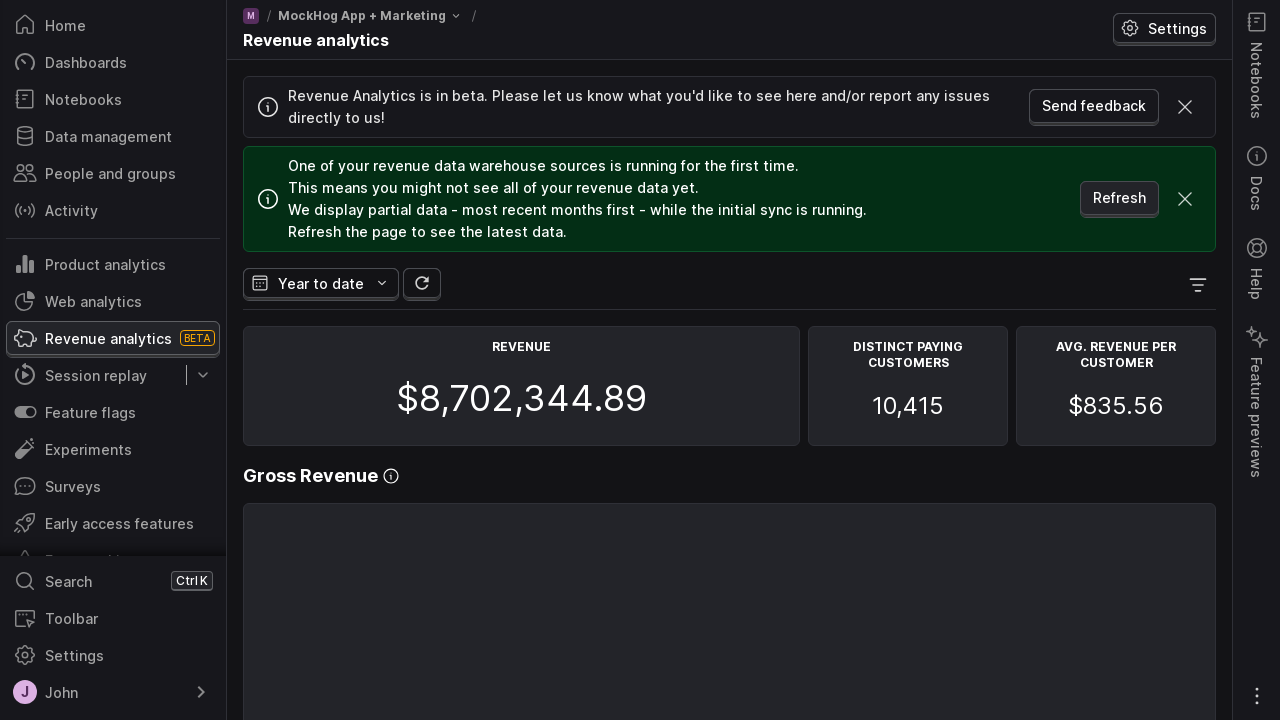 Home
Dashboards
Notebooks
Data management
People and groups
Activity
Product analytics
Web analytics
Revenue analytics BETA
Session replay
Feature flags
Experiments
Surveys
Early access features
Search Ctrl K
Toolbar
Settings
J John
M / MockHog App + Marketing /
Revenue analytics
Settings
Revenue Analytics is in beta. Please let us know what you'd like to see here and/or report any issues
directly to us!
Send feedback
One of your revenue data warehouse sources is running for the first time.
This means you might not see all of your revenue data yet.
We display partial data - most recent months first - while the initial sync is running.
Refresh the page to see the latest data.
Refresh
Year to date
REVENUE
$8,702,344.89
DISTINCT PAYING
CUSTOMERS
10,415
AVG. REVENUE PER
CUSTOMER
$835.56
Gross Revenue
Notebooks
Docs
Help
Feature previews